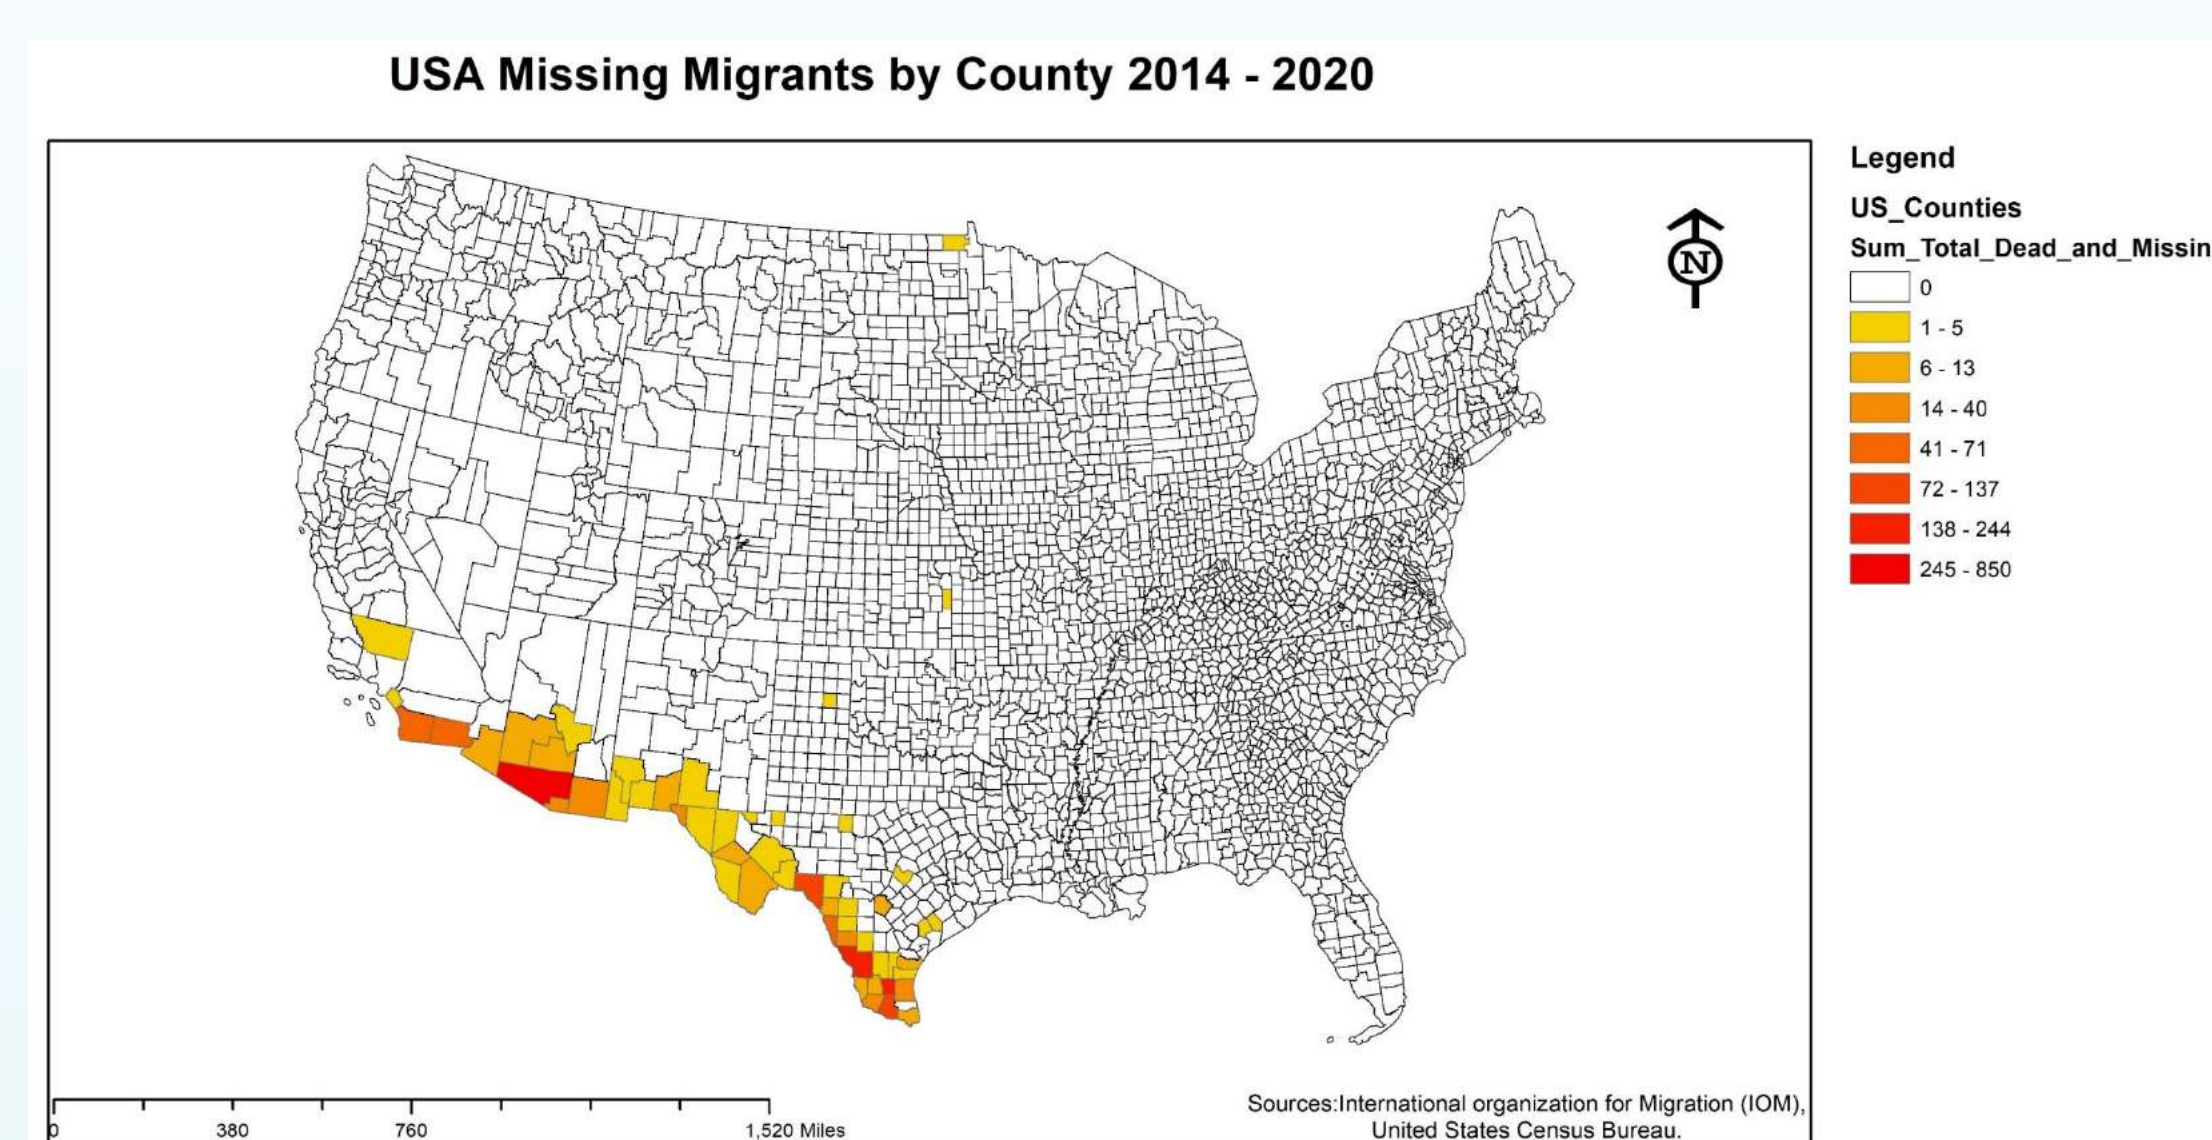 USA Missing Migrants by County 2014 - 2020
N
Legend
US_Counties
Sum_Total_Dead_and_Missin
0
1 - 5
6 - 13
14 - 40
41 - 71
72 - 137
138 - 244
245 - 850
0 380 760 1,520 Miles
Sources:International organization for Migration (IOM),
United States Census Bureau.